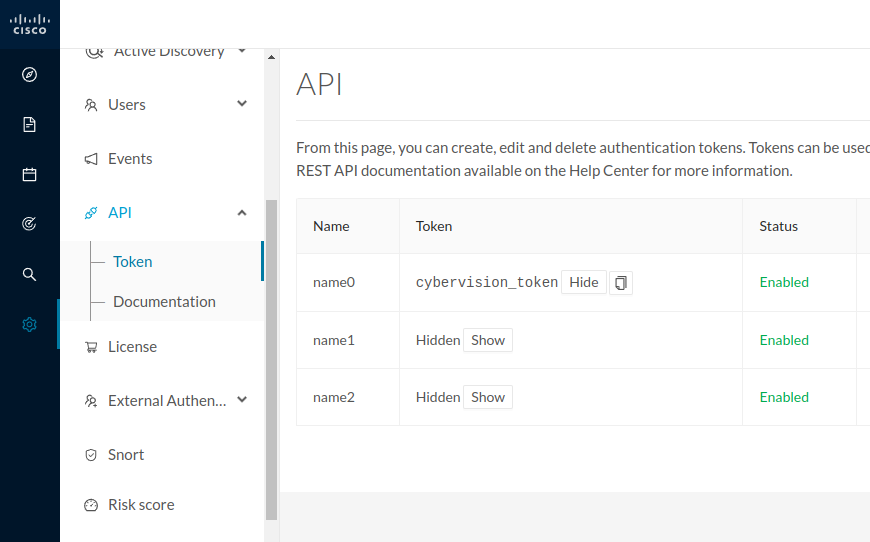 CISCO
Active Discovery
Users
Events
API
Token
Documentation
License
External Authen...
Snort
Risk score
API
From this page, you can create, edit and delete authentication tokens. Tokens can be used
REST API documentation available on the Help Center for more information.
Name Token Status
name0 cybervision_token Hide Enabled
name1 Hidden Show Enabled
name2 Hidden Show Enabled